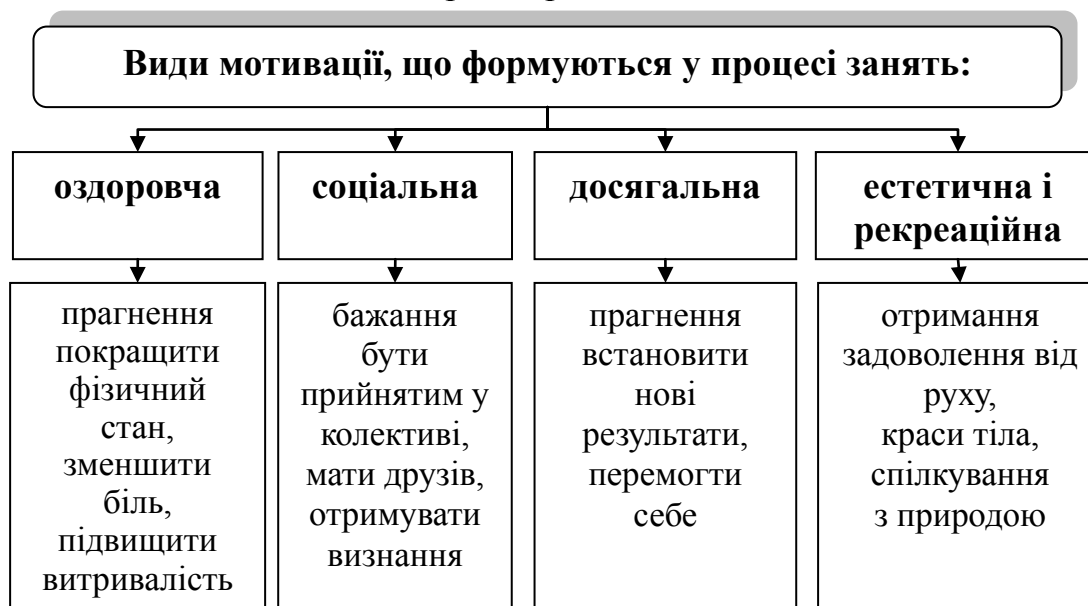 Види мотивації, що формуються у процесі занять:
оздоровча
соціальна
досягальна
естетична і
рекреаційна
прагнення
покращити
фізичний
стан,
зменшити
біль,
підвищити
витривалість
бажання
бути
прийнятим у
колективі,
мати друзів,
отримувати
визнання
прагнення
встановити
нові
результати,
перемогти
себе
отримання
задоволення від
руху,
краси тіла,
спілкування
з природою